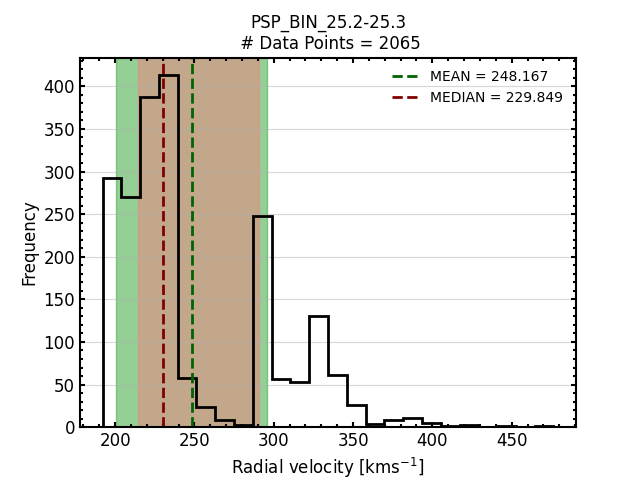 PSP_BIN_25.2-25.3
# Data Points = 2065
MEAN = 248.167
MEDIAN = 229.849
400
350
300
250
200
150
100
50
0
Frequency
200 250 300 350 400 450
Radial velocity [kms⁻¹]